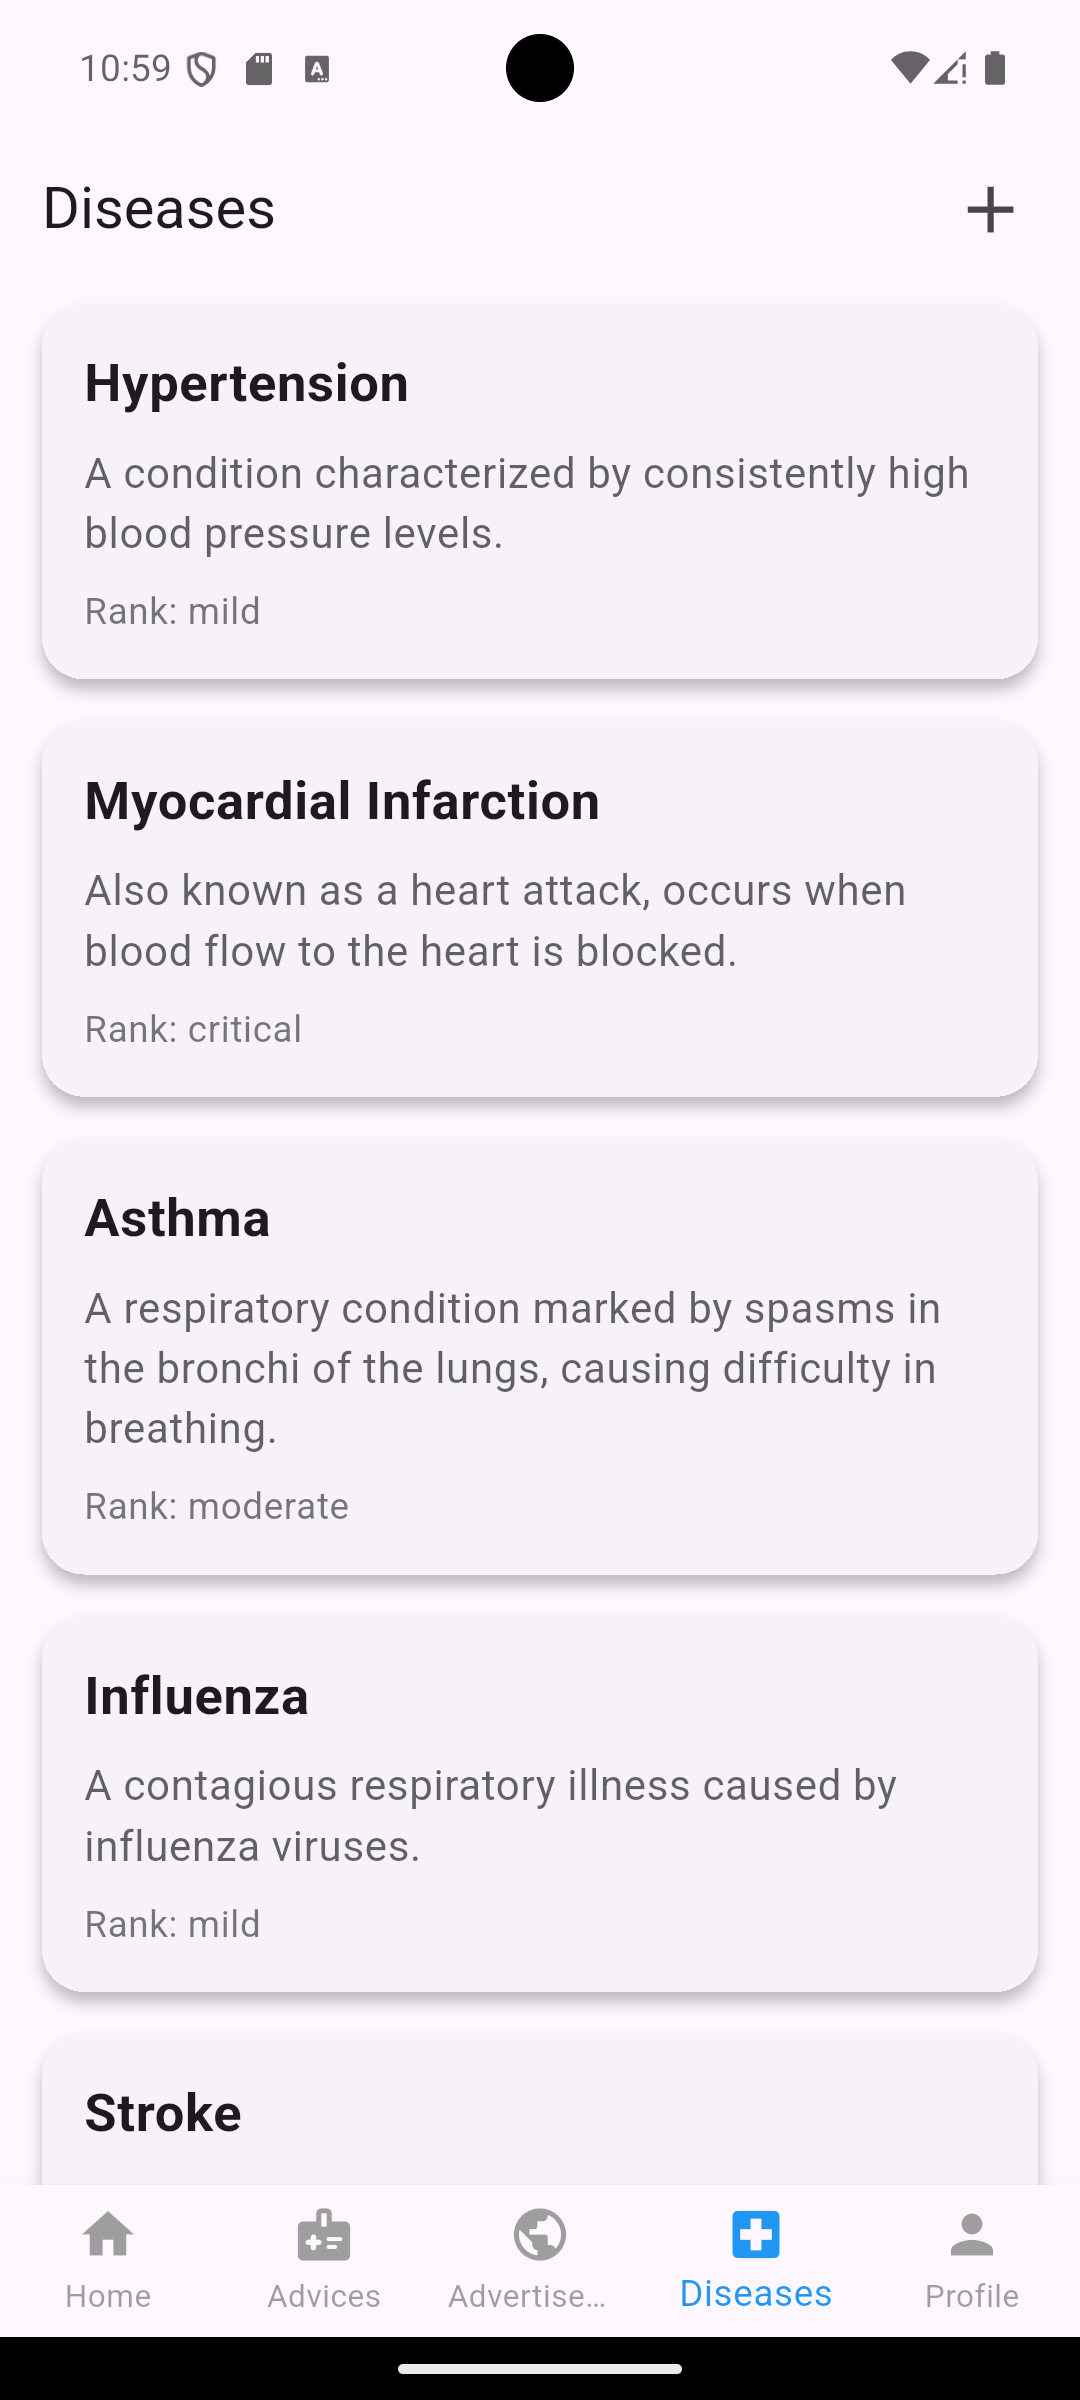 10:59
Diseases
Hypertension
A condition characterized by consistently high
blood pressure levels.
Rank: mild
Myocardial Infarction
Also known as a heart attack, occurs when
blood flow to the heart is blocked.
Rank: critical
Asthma
A respiratory condition marked by spasms in
the bronchi of the lungs, causing difficulty in
breathing.
Rank: moderate
Influenza
A contagious respiratory illness caused by
influenza viruses.
Rank: mild
Stroke
Home
Advices
Advertise…
Diseases
Profile